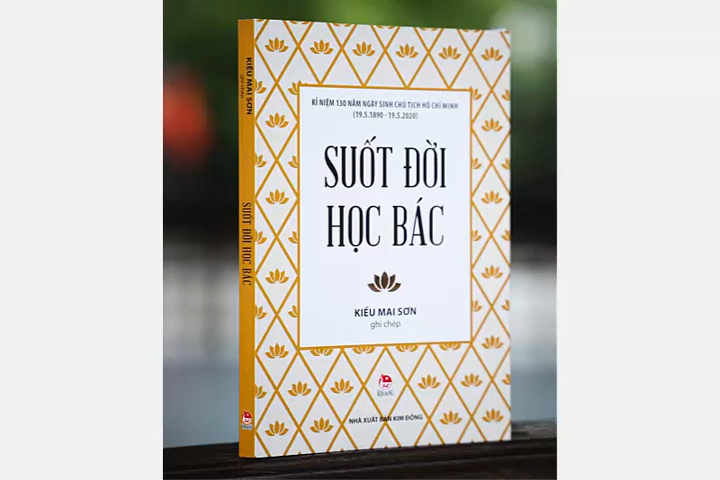 KỈ NIỆM 130 NĂM NGÀY SINH CHỦ TỊCH HỒ CHÍ MINH
(19.5.1890 - 19.5.2020)
SUỐT ĐỜI
HỌC BÁC
KIỀU MAI SƠN
ghi chép
NHÀ XUẤT BẢN KIM ĐỒNG
KIỀU MAI SƠN
ghi chép
SUỐT ĐỜI HỌC BÁC